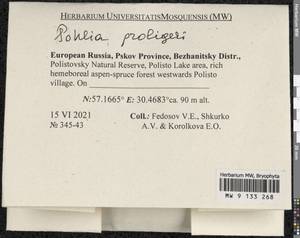 HERBARIUM UNIVERSITATIS MOSQUENSIS (MW)
Pohlia proligera
European Russia, Pskov Province, Bezhanitsky Distr.,
Polistovsky Natural Reserve, Polisto Lake area, rich
hemeboreal aspen-spruce forest westwards Polisto
village. On
N:57.1665° E: 30.4683°ca. 90 m alt.
15 VI 2021 Coll.: Fedosov V.E., Shkurko
№ 345-43 A.V. & Korolkova E.O.
Herbarium MW, Bryophyta
MW 9 133 268